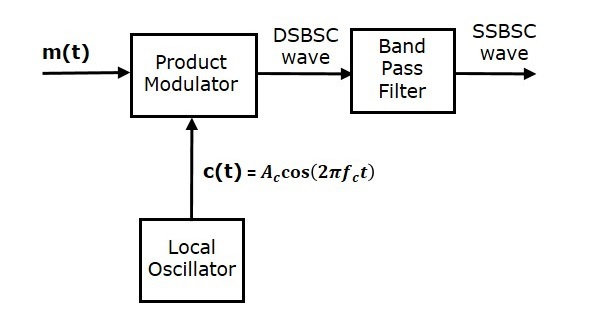 m(t)
Product
Modulator
DSBSC
wave
Band
Pass
Filter
SSBSC
wave
c(t) = A_c cos(2πf_c t)
Local
Oscillator